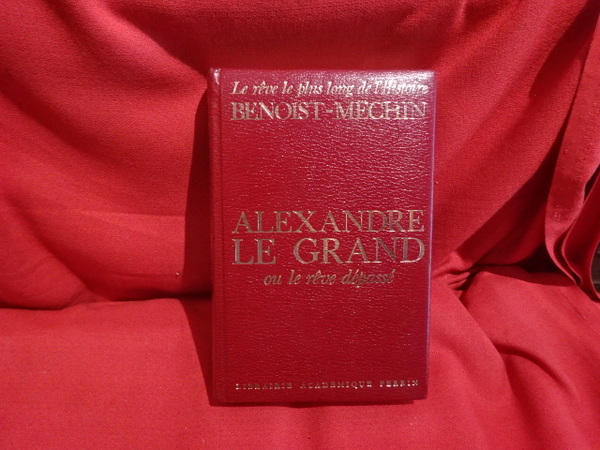 Le rêve le plus long de l'Histoire
BENOIST-MÉCHIN
ALEXANDRE
LE GRAND
ou le rêve dépassé
LIBRAIRIE ACADÉMIQUE PERRIN